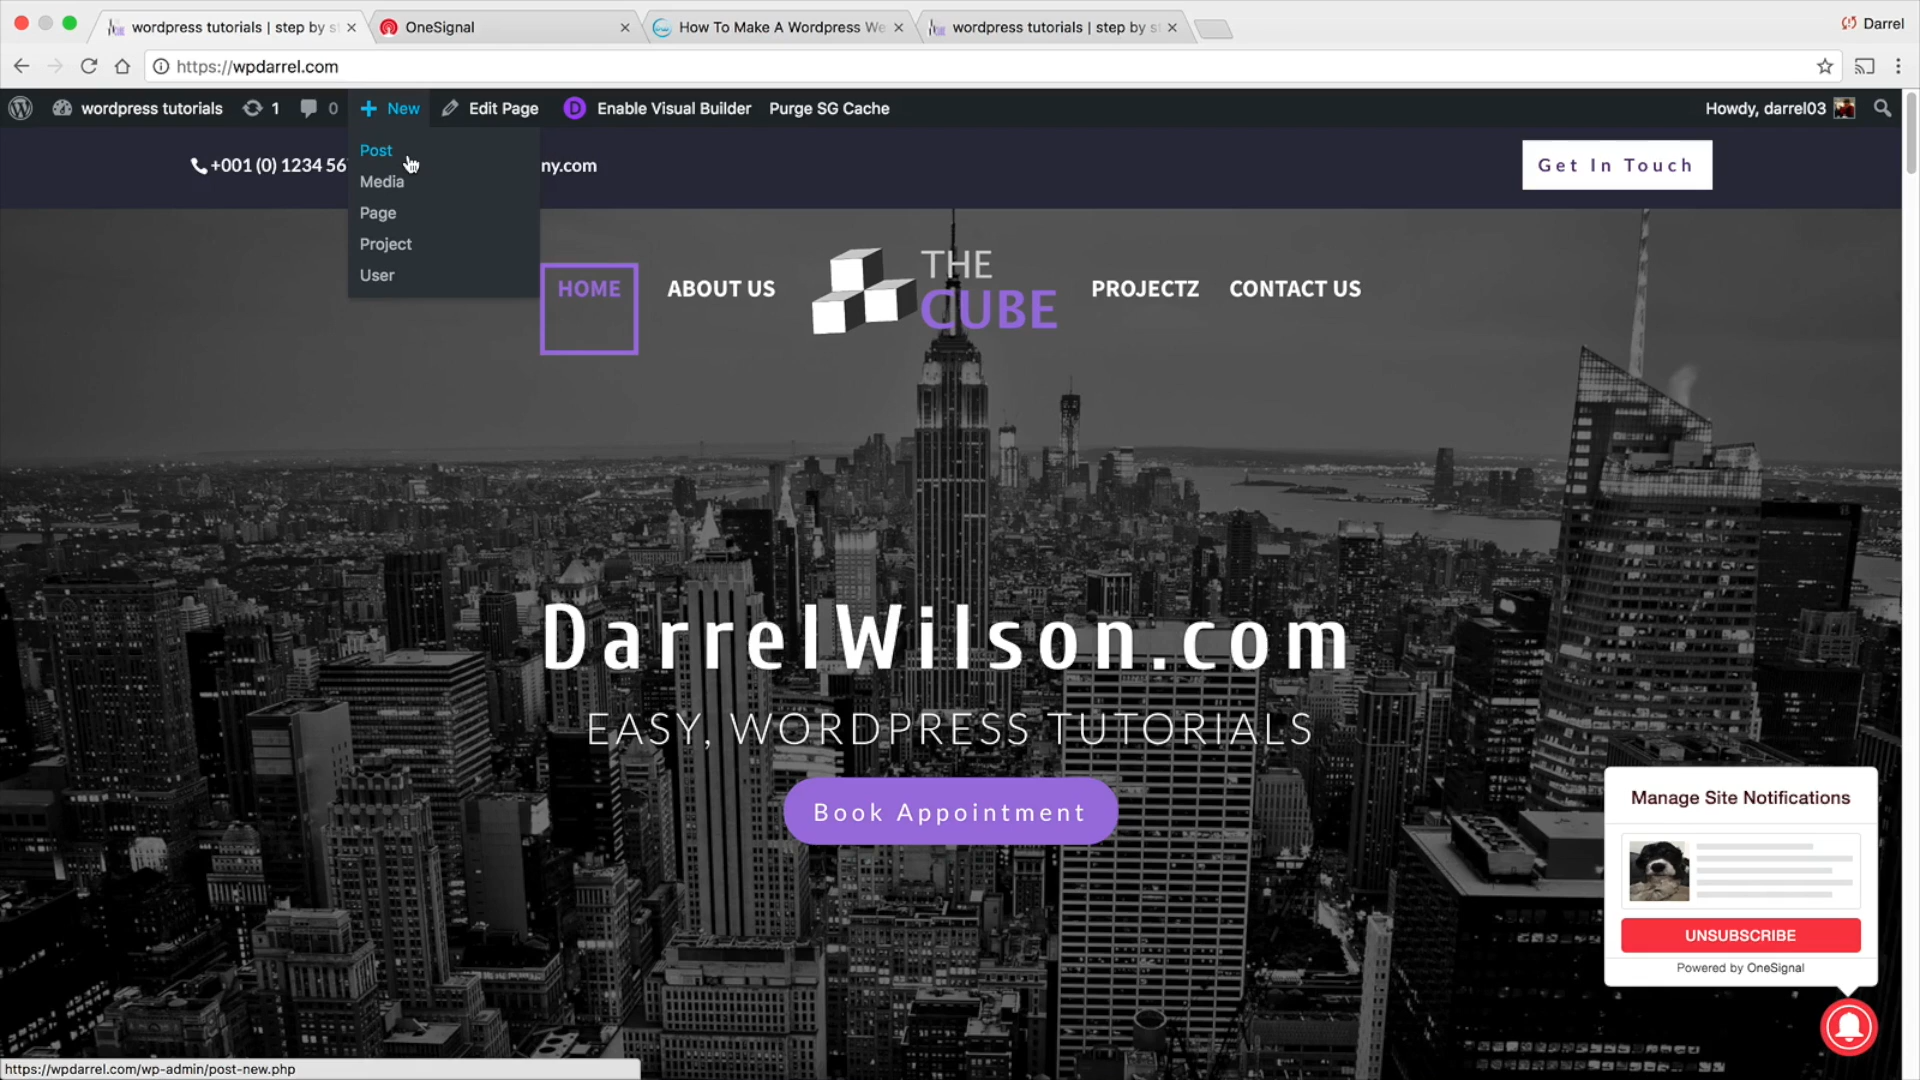 wordpress tutorials | step by s
OneSignal
How To Make A Wordpress We
wordpress tutorials | step by s
Darrel
https://wpdarrel.com
wordpress tutorials
1
0
New
Edit Page
D
Enable Visual Builder
Purge SG Cache
Howdy, darrel03
Post
Media
Page
Project
User
+001 (0) 1234 56
ny.com
Get In Touch
HOME
ABOUT US
THE
CUBE
PROJECTZ
CONTACT US
DarrelWilson.com
EASY, WORDPRESS TUTORIALS
Book Appointment
Manage Site Notifications
UNSUBSCRIBE
Powered by OneSignal
https://wpdarrel.com/wp-admin/post-new.php